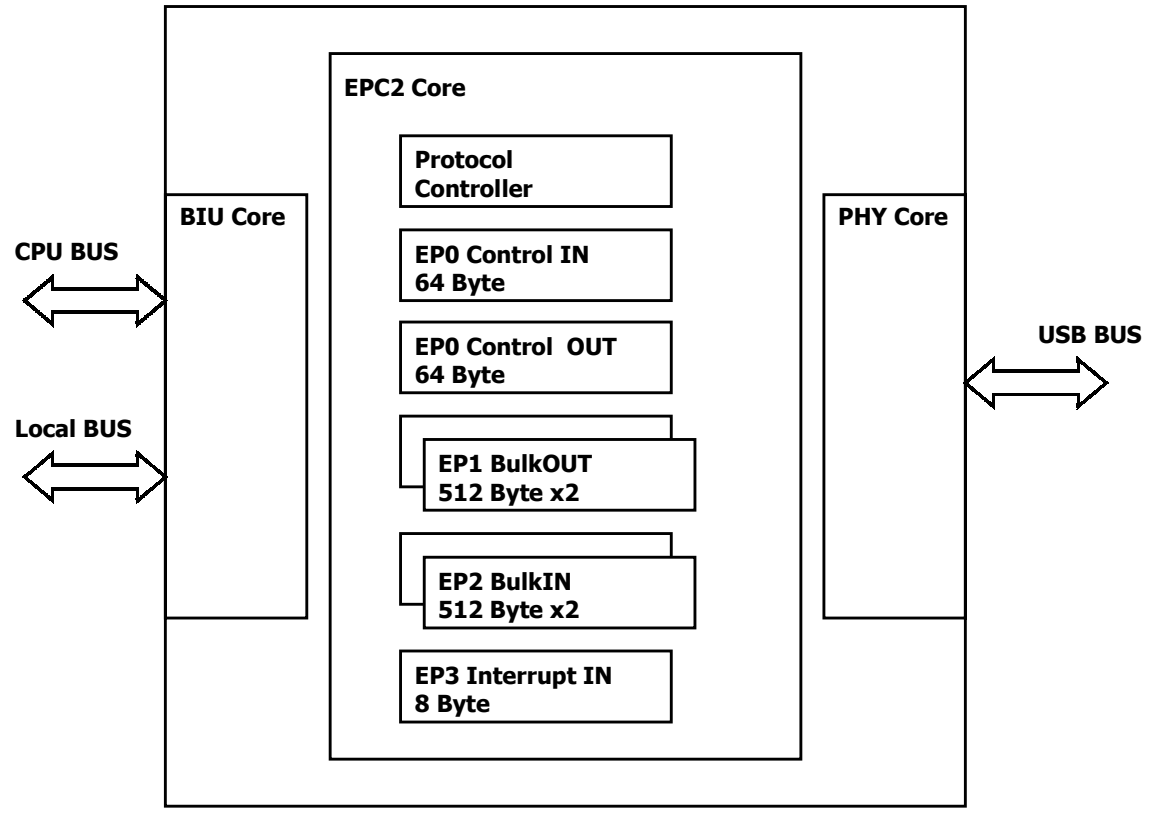 EPC2 Core
Protocol
Controller
BIU Core
PHY Core
CPU BUS
EP0 Control IN
64 Byte
USB BUS
EP0 Control  OUT
64 Byte
Local BUS
EP1 BulkOUT
512 Byte x2
EP2 BulkIN
512 Byte x2
EP3 Interrupt IN
8 Byte